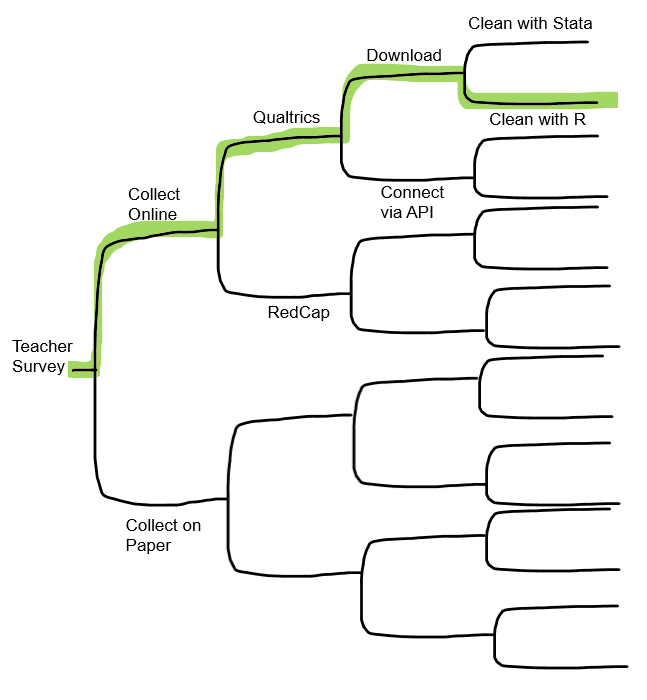 Clean with Stata
Download
Qualtrics
Clean with R
Collect
Online
Connect
via API
RedCap
Teacher
Survey
Collect on
Paper